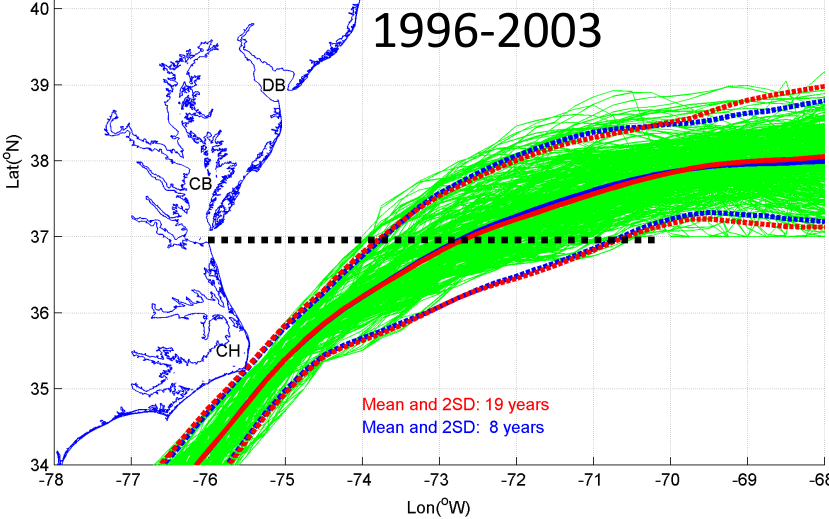 1996-2003
40
39
38
37
36
35
34
Lat(°N)
DB
CB
CH
Mean and 2SD: 19 years
Mean and 2SD:  8 years
-78
-77
-76
-75
-74
-73
-72
-71
-70
-69
-68
Lon(°W)